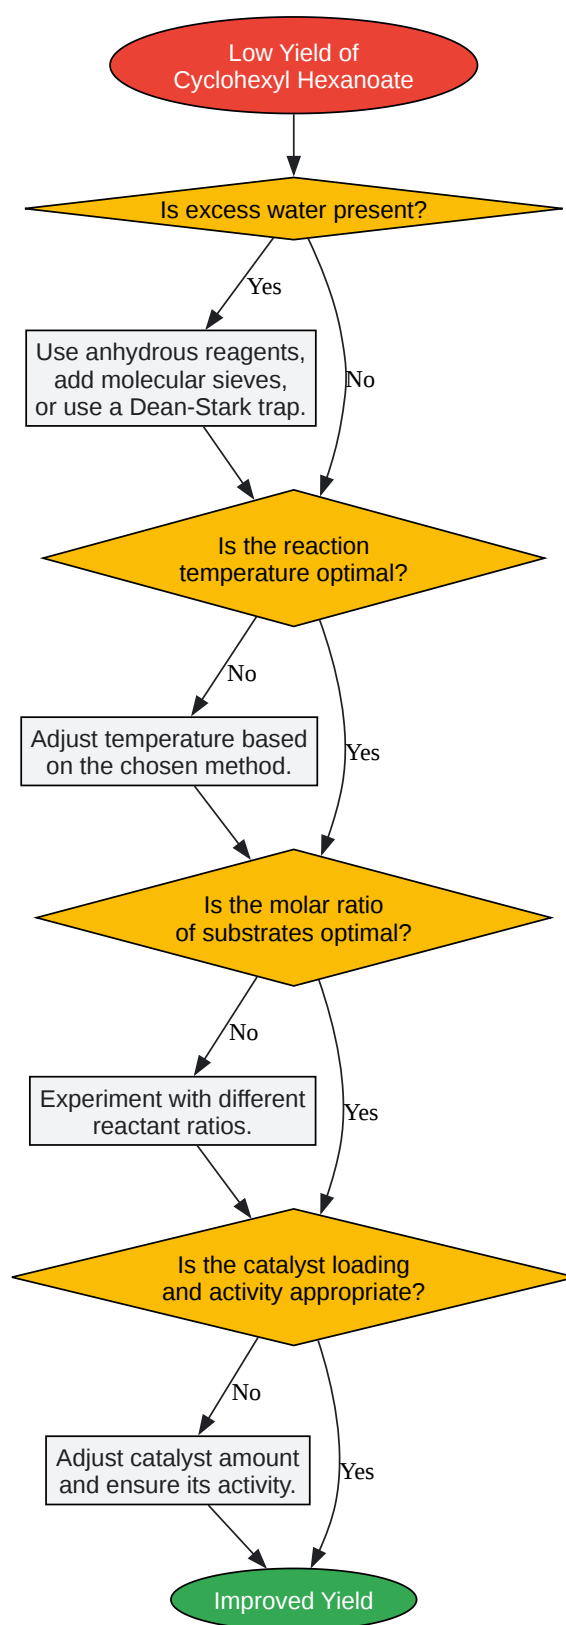 Low Yield of
Cyclohexyl Hexanoate
Is excess water present?
Yes
Use anhydrous reagents,
add molecular sieves,
or use a Dean-Stark trap.
No
Is the reaction
temperature optimal?
No
Adjust temperature based
on the chosen method.
Yes
Is the molar ratio
of substrates optimal?
No
Experiment with different
reactant ratios.
Yes
Is the catalyst loading
and activity appropriate?
No
Adjust catalyst amount
and ensure its activity.
Yes
Improved Yield